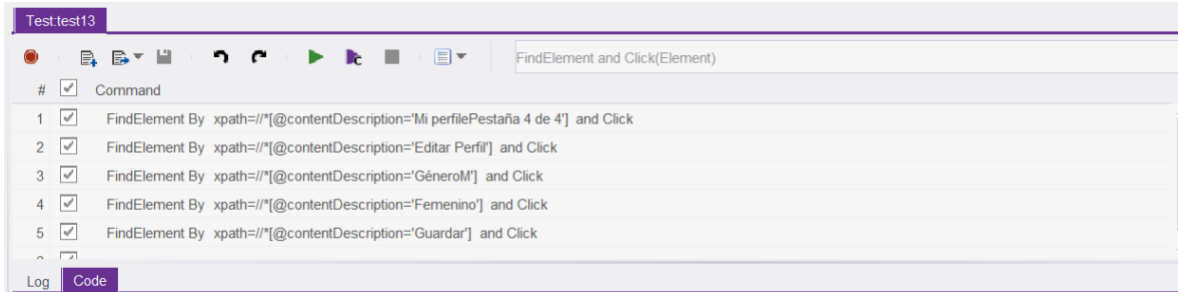 Test:test13
FindElement and Click(Element)
# Command
1 FindElement By xpath=//*[@contentDescription='Mi perfilePestaña 4 de 4'] and Click
2 FindElement By xpath=//*[@contentDescription='Editar Perfil'] and Click
3 FindElement By xpath=//*[@contentDescription='GéneroM'] and Click
4 FindElement By xpath=//*[@contentDescription='Femenino'] and Click
5 FindElement By xpath=//*[@contentDescription='Guardar'] and Click
Log Code